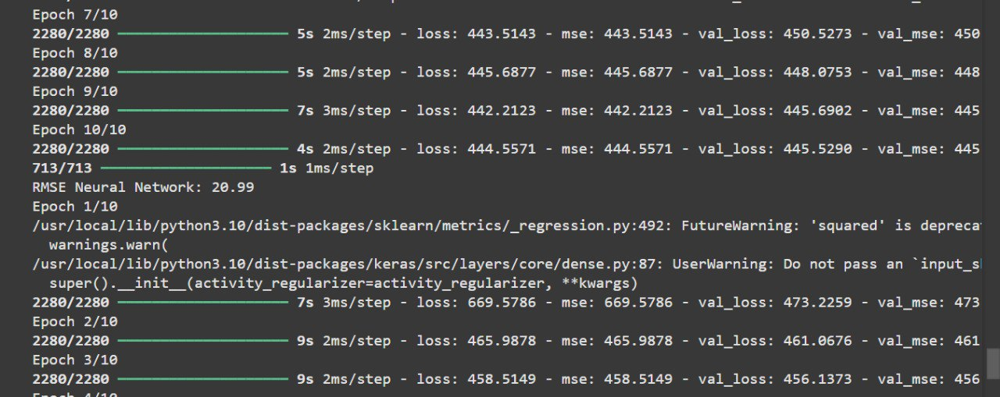 Epoch 7/10
2280/2280 5s 2ms/step - loss: 443.5143 - mse: 443.5143 - val_loss: 450.5273 - val_mse: 450
Epoch 8/10
2280/2280 5s 2ms/step - loss: 445.6877 - mse: 445.6877 - val_loss: 448.0753 - val_mse: 448
Epoch 9/10
2280/2280 7s 3ms/step - loss: 442.2123 - mse: 442.2123 - val_loss: 445.6902 - val_mse: 445
Epoch 10/10
2280/2280 4s 2ms/step - loss: 444.5571 - mse: 444.5571 - val_loss: 445.5290 - val_mse: 445
713/713 1s 1ms/step
RMSE Neural Network: 20.99
Epoch 1/10
/usr/local/lib/python3.10/dist-packages/sklearn/metrics/_regression.py:492: FutureWarning: 'squared' is depreca
warnings.warn(
/usr/local/lib/python3.10/dist-packages/keras/src/layers/core/dense.py:87: UserWarning: Do not pass an `input_s
super().__init__(activity_regularizer=activity_regularizer, **kwargs)
2280/2280 7s 3ms/step - loss: 669.5786 - mse: 669.5786 - val_loss: 473.2259 - val_mse: 473
Epoch 2/10
2280/2280 9s 2ms/step - loss: 465.9878 - mse: 465.9878 - val_loss: 461.0676 - val_mse: 461
Epoch 3/10
2280/2280 9s 2ms/step - loss: 458.5149 - mse: 458.5149 - val_loss: 456.1373 - val_mse: 456